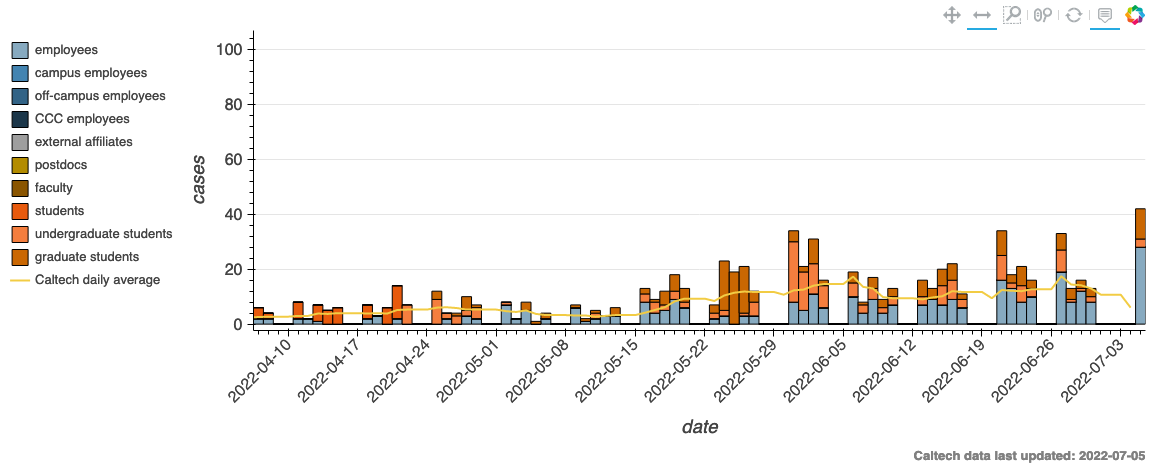 employees
campus employees
off-campus employees
CCC employees
external affiliates
postdocs
faculty
students
undergraduate students
graduate students
Caltech daily average
cases
100
80
60
40
20
0
2022-04-10
2022-04-17
2022-04-24
2022-05-01
2022-05-08
2022-05-15
2022-05-22
2022-05-29
2022-06-05
2022-06-12
2022-06-19
2022-06-26
2022-07-03
date
Caltech data last updated: 2022-07-05